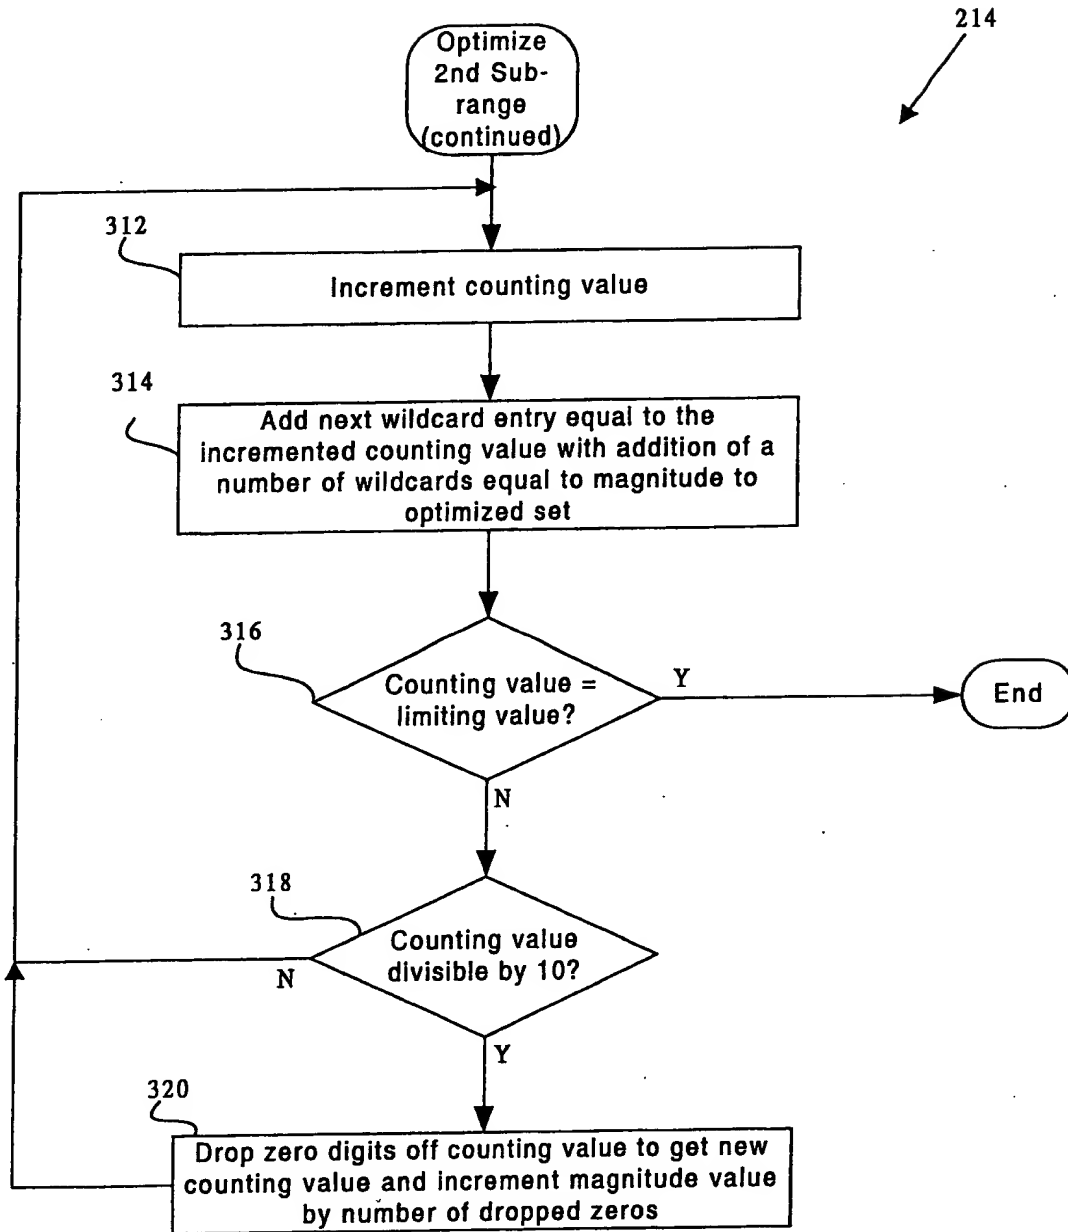 214
Optimize
2nd Sub-
range
(continued)
312
Increment counting value
314
Add next wildcard entry equal to the
incremented counting value with addition of a
number of wildcards equal to magnitude to
optimized set
316
Counting value =
limiting value?
Y
End
N
318
Counting value
divisible by 10?
N
Y
320
Drop zero digits off counting value to get new
counting value and increment magnitude value
by number of dropped zeros